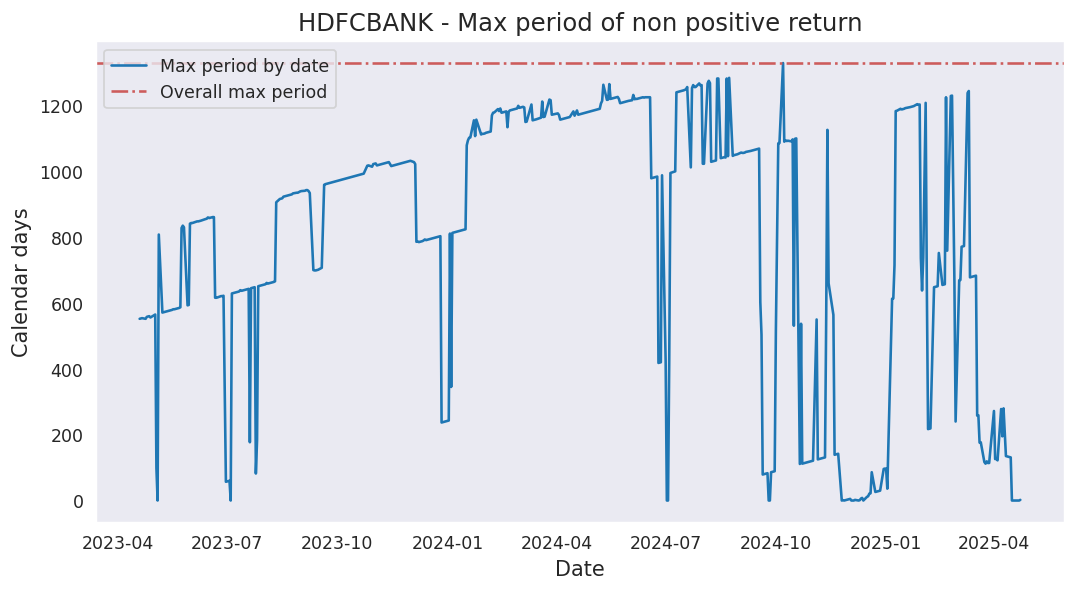 HDFCBANK - Max period of non positive return
Max period by date
Overall max period
Calendar days
1200
1000
800
600
400
200
0
2023-04 2023-07 2023-10 2024-01 2024-04 2024-07 2024-10 2025-01 2025-04
Date